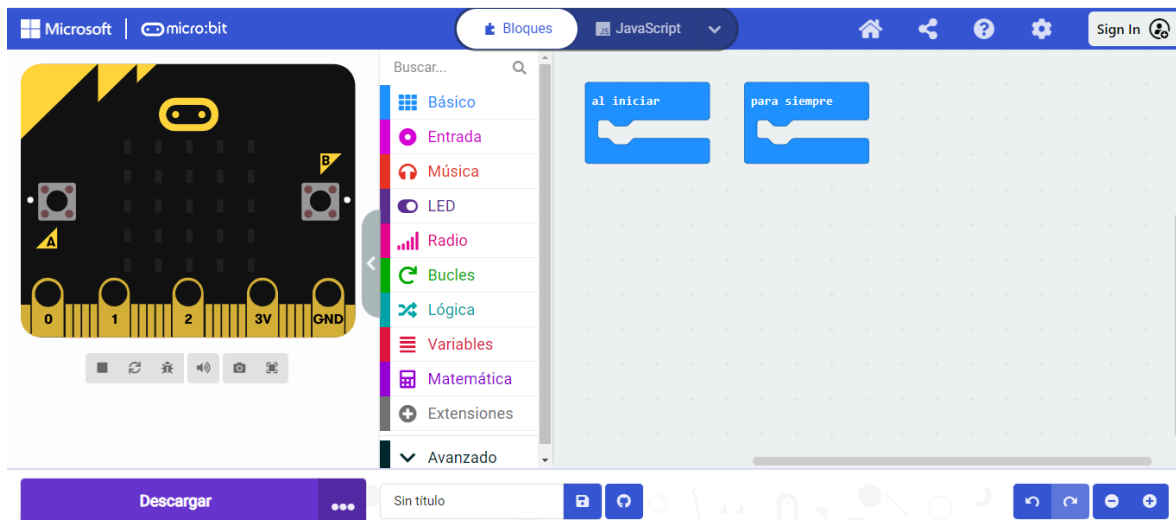 Microsoft micro:bit Bloques JavaScript Sign In
Buscar...
Básico
Entrada
Música
LED
Radio
Bucles
Lógica
Variables
Matemática
Extensiones
Avanzado
B
A
0 1 2 3V GND
al iniciar para siempre
Descargar Sin título